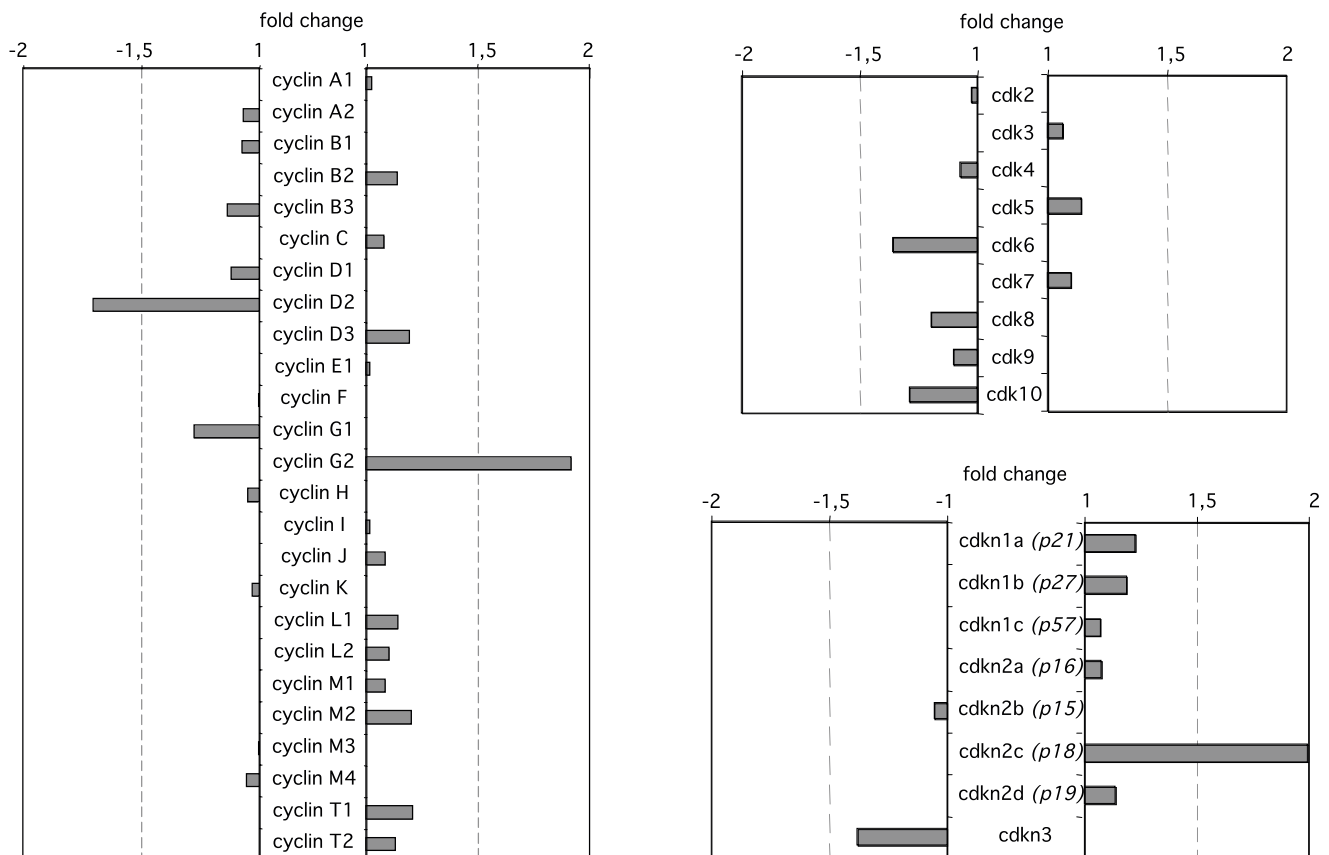 fold change
-2 -1,5 1 1 1,5 2
cyclin A1
cyclin A2
cyclin B1
cyclin B2
cyclin B3
cyclin C
cyclin D1
cyclin D2
cyclin D3
cyclin E1
cyclin F
cyclin G1
cyclin G2
cyclin H
cyclin I
cyclin J
cyclin K
cyclin L1
cyclin L2
cyclin M1
cyclin M2
cyclin M3
cyclin M4
cyclin T1
cyclin T2
fold change
-2 -1,5 1 1 1,5 2
cdk2
cdk3
cdk4
cdk5
cdk6
cdk7
cdk8
cdk9
cdk10
fold change
-2 -1,5 -1 1 1,5 2
cdkn1a (p21)
cdkn1b (p27)
cdkn1c (p57)
cdkn2a (p16)
cdkn2b (p15)
cdkn2c (p18)
cdkn2d (p19)
cdkn3